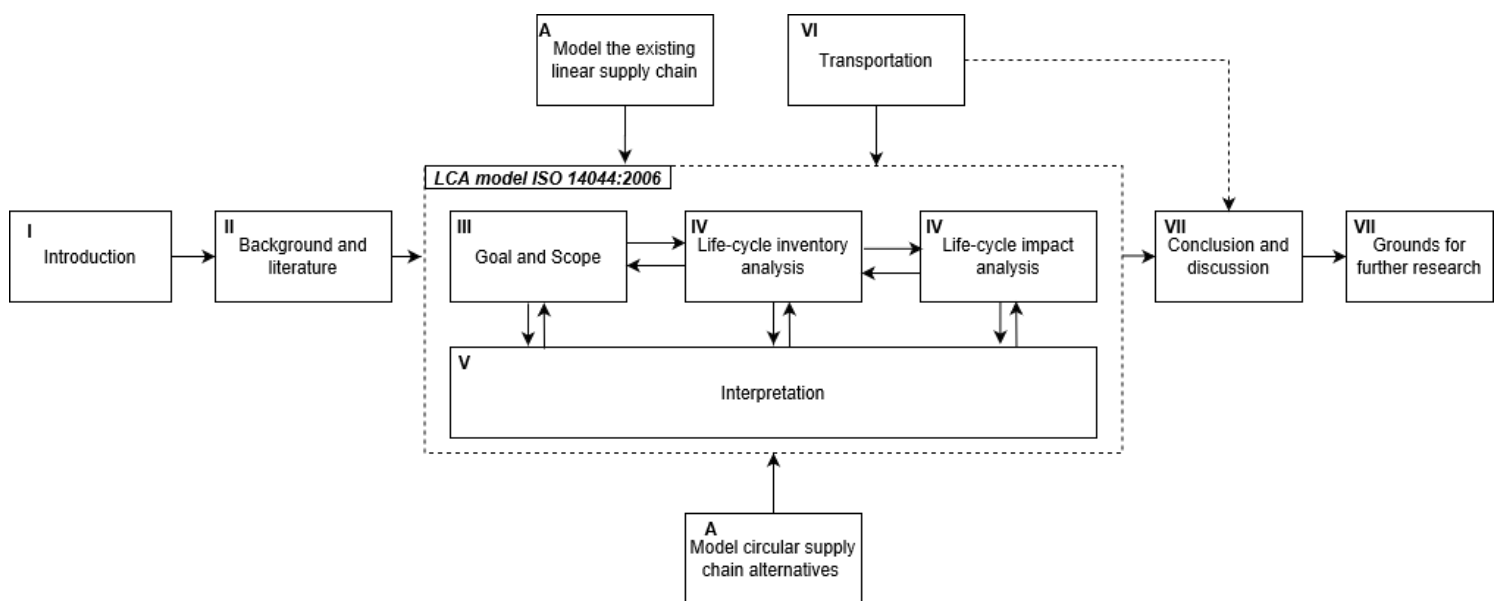 A
Model the existing
linear supply chain
VI
Transportation
LCA model ISO 14044:2006
I
Introduction
II
Background and
literature
III
Goal and Scope
IV
Life-cycle inventory
analysis
IV
Life-cycle impact
analysis
VII
Conclusion and
discussion
VII
Grounds for
further research
V
Interpretation
A
Model circular supply
chain alternatives